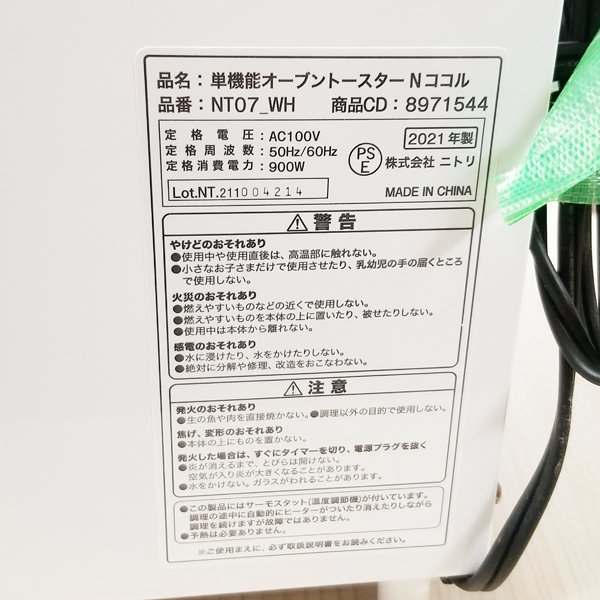 品名：単機能オーブントースター Nココル
品番：NT07_WH 商品CD：8971544
定格電圧：AC100V
定格周波数：50Hz/60Hz
定格消費電力：900W
2021年製
PSE 株式会社 ニトリ
Lot.NT.211004214
MADE IN CHINA
⚠警告
やけどのおそれあり
●使用中や使用直後は、高温部に触れない。
●小さなお子さまだけで使用させたり、乳幼児の手の届くところ
で使用しない。
火災のおそれあり
●燃えやすいものなどの近くで使用しない。
●燃えやすいものを本体の上に置いたり、被せたりしない。
●使用中は本体から離れない。
感電のおそれあり
●水に浸けたり、水をかけたりしない。
●絶対に分解や修理、改造をおこなわない。
⚠注意
発火のおそれあり
●生の魚や肉を直接焼かない。●調理以外の目的で使用しない。
焦げ、変形のおそれあり
●本体の上にものを置かない。
発火した場合は、すぐにタイマーを切り、電源プラグを抜く
●炎が消えるまで、とびらは開けない。
空気が入り炎が大きくなることがあります。
●水をかけない。ガラスがわれることがあります。
●この製品にはサーモスタット(温度調節機)が付いています。
調理の途中に自動的にヒーターがついたり消えたりしながら
調理を続けますが故障ではありません。
●予熱は必要ありません。
※ご使用まえに、必ず取扱説明書をお読みください。